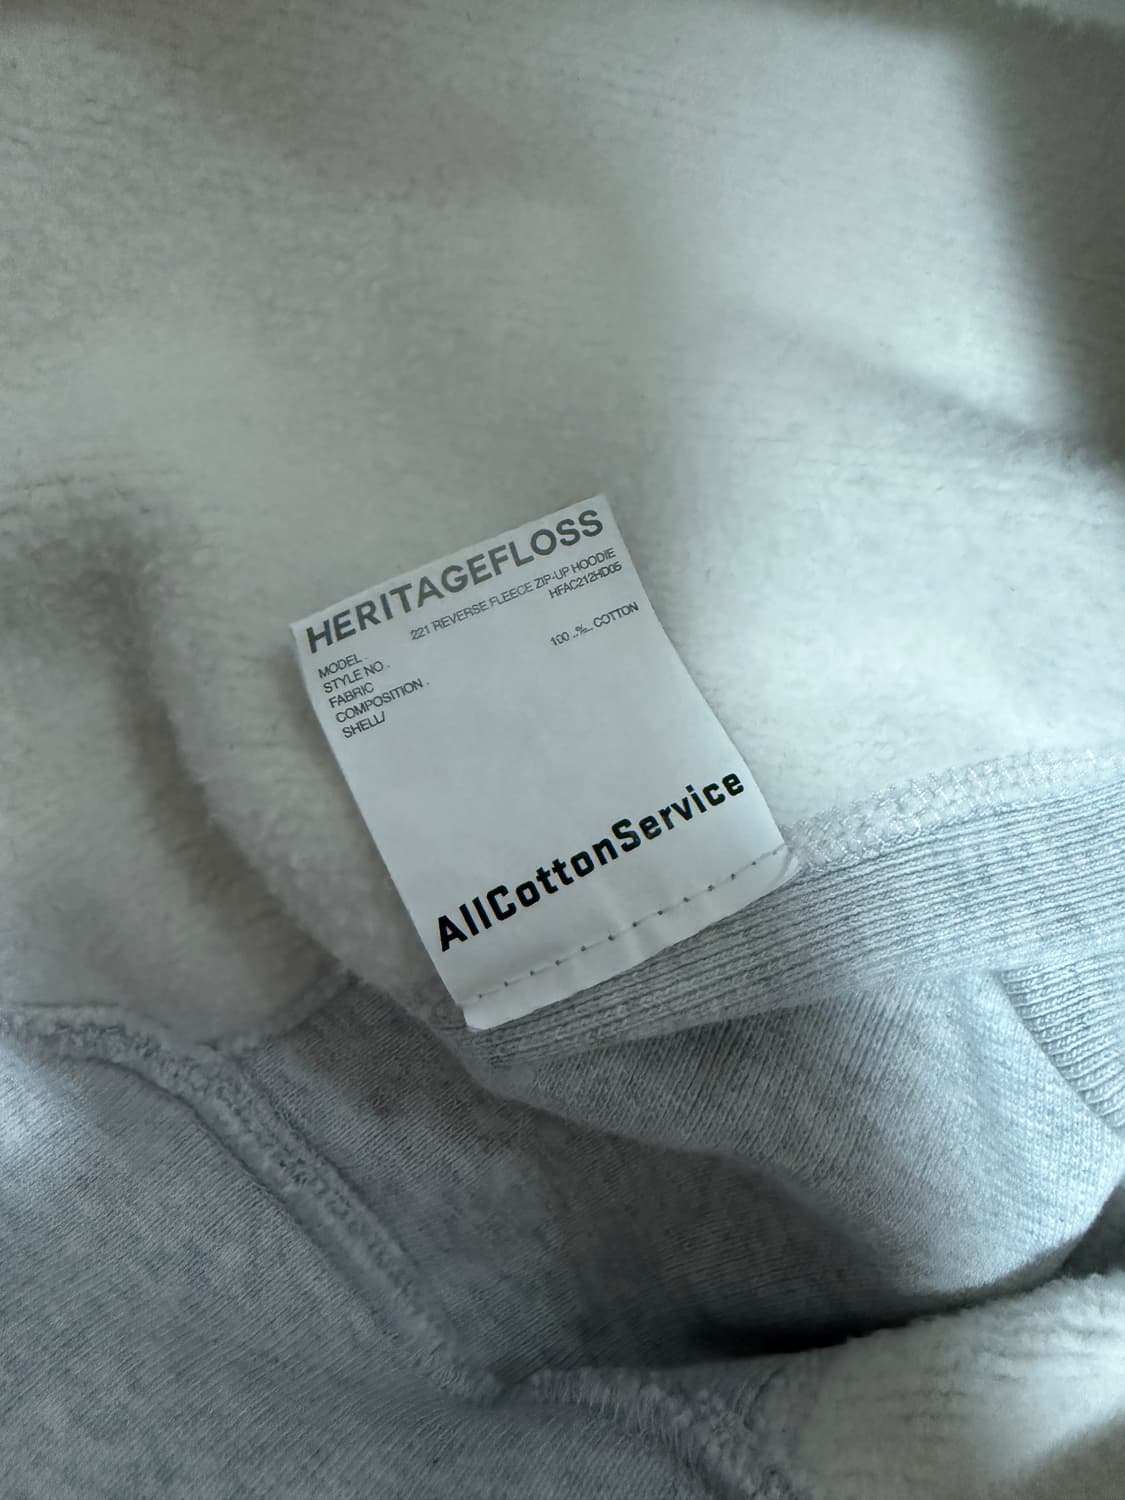 HERITAGEFLOSS
MODEL . 221 REVERSE FLEECE ZIP-UP HOODIE
STYLE NO . HFAC212HD05
FABRIC
COMPOSITION . 100 ..%.. COTTON
SHELL/
AllCottonService